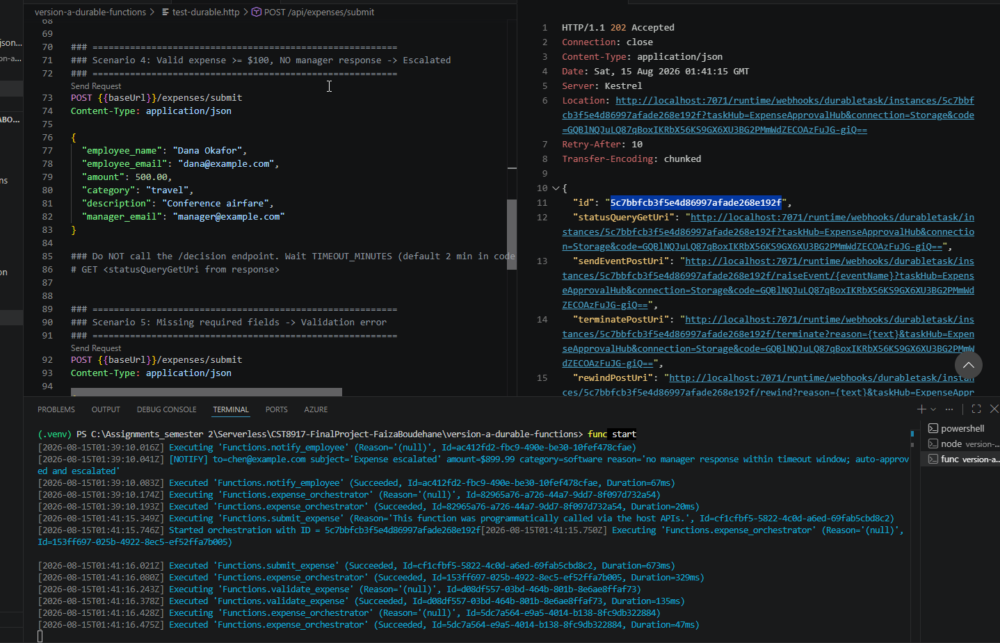 version-a-durable-functions > test-durable.http > POST /api/expenses/submit
json...
on-a...
ABO...
ns
on
68
69
70 ### =========================================================
71 ### Scenario 4: Valid expense >= $100, NO manager response -> Escalated
72 ### =========================================================
Send Request
73 POST {{baseUrl}}/expenses/submit
74 Content-Type: application/json
75
76 {
77 "employee_name": "Dana Okafor",
78 "employee_email": "dana@example.com",
79 "amount": 500.00,
80 "category": "travel",
81 "description": "Conference airfare",
82 "manager_email": "manager@example.com"
83 }
84
85 ### Do NOT call the /decision endpoint. Wait TIMEOUT_MINUTES (default 2 min in code
86 # GET <statusQueryGetUri from response>
87
88
89 ### =========================================================
90 ### Scenario 5: Missing required fields -> Validation error
91 ### =========================================================
Send Request
92 POST {{baseUrl}}/expenses/submit
93 Content-Type: application/json
94
1 HTTP/1.1 202 Accepted
2 Connection: close
3 Content-Type: application/json
4 Date: Sat, 15 Aug 2026 01:41:15 GMT
5 Server: Kestrel
6 Location: http://localhost:7071/runtime/webhooks/durabletask/instances/5c7bbf
cb3f5e4d86997afade268e192f?taskHub=ExpenseApprovalHub&connection=Storage&code
=GQBlNQJuLQ87qBoxIKRbX56KS9GX6XU3BG2PMmWdZECOAzFuJG-giQ==
7 Retry-After: 10
8 Transfer-Encoding: chunked
9
10 {
11 "id": "5c7bbfcb3f5e4d86997afade268e192f",
12 "statusQueryGetUri": "http://localhost:7071/runtime/webhooks/durabletask/in
stances/5c7bbfcb3f5e4d86997afade268e192f?taskHub=ExpenseApprovalHub&connectio
n=Storage&code=GQBlNQJuLQ87qBoxIKRbX56KS9GX6XU3BG2PMmWdZECOAzFuJG-giQ==",
13 "sendEventPostUri": "http://localhost:7071/runtime/webhooks/durabletask/ins
tances/5c7bbfcb3f5e4d86997afade268e192f/raiseEvent/{eventName}?taskHub=Expens
eApprovalHub&connection=Storage&code=GQBlNQJuLQ87qBoxIKRbX56KS9GX6XU3BG2PMmWd
ZECOAzFuJG-giQ==",
14 "terminatePostUri": "http://localhost:7071/runtime/webhooks/durabletask/ins
tances/5c7bbfcb3f5e4d86997afade268e192f/terminate?reason={text}&taskHub=Expen
seApprovalHub&connection=Storage&code=GQBlNQJuLQ87qBoxIKRbX56KS9GX6XU3BG2PMmW
dZECOAzFuJG-giQ==",
15 "rewindPostUri": "http://localhost:7071/runtime/webhooks/durabletask/instan
ces/5c7bbfcb3f5e4d86997afade268e192f/rewind?reason={text}&taskHub=ExpenseAppr
PROBLEMS OUTPUT DEBUG CONSOLE TERMINAL PORTS AZURE
(.venv) PS C:\Assignments_semester 2\Serverless\CST8917-FinalProject-FaizaBoudehane\version-a-durable-functions> func start
[2026-08-15T01:39:10.016Z] Executing 'Functions.notify_employee' (Reason='(null)', Id=ac412fd2-fbc9-490e-be30-10fef478cfae)
[2026-08-15T01:39:10.041Z] [NOTIFY] to=chen@example.com subject='Expense escalated' amount=$899.99 category=software reason='no manager response within timeout window; auto-approv
ed and escalated'
[2026-08-15T01:39:10.083Z] Executed 'Functions.notify_employee' (Succeeded, Id=ac412fd2-fbc9-490e-be30-10fef478cfae, Duration=67ms)
[2026-08-15T01:39:10.174Z] Executing 'Functions.expense_orchestrator' (Reason='(null)', Id=82965a76-a726-44a7-9dd7-8f097d732a54)
[2026-08-15T01:39:10.193Z] Executed 'Functions.expense_orchestrator' (Succeeded, Id=82965a76-a726-44a7-9dd7-8f097d732a54, Duration=20ms)
[2026-08-15T01:41:15.349Z] Executing 'Functions.submit_expense' (Reason='This function was programmatically called via the host APIs.', Id=cf1cfbf5-5822-4c0d-a6ed-69fab5cbd8c2)
[2026-08-15T01:41:15.746Z] Started orchestration with ID = 5c7bbfcb3f5e4d86997afade268e192f[2026-08-15T01:41:15.750Z] Executing 'Functions.expense_orchestrator' (Reason='(null)',
Id=153ff697-025b-4922-8ec5-ef52ffa7b005)
[2026-08-15T01:41:16.021Z] Executed 'Functions.submit_expense' (Succeeded, Id=cf1cfbf5-5822-4c0d-a6ed-69fab5cbd8c2, Duration=673ms)
[2026-08-15T01:41:16.080Z] Executed 'Functions.expense_orchestrator' (Succeeded, Id=153ff697-025b-4922-8ec5-ef52ffa7b005, Duration=329ms)
[2026-08-15T01:41:16.243Z] Executing 'Functions.validate_expense' (Reason='(null)', Id=d08df557-03bd-464b-801b-8e6ae8ffaf73)
[2026-08-15T01:41:16.378Z] Executed 'Functions.validate_expense' (Succeeded, Id=d08df557-03bd-464b-801b-8e6ae8ffaf73, Duration=135ms)
[2026-08-15T01:41:16.428Z] Executing 'Functions.expense_orchestrator' (Reason='(null)', Id=5dc7a564-e9a5-4014-b138-8fc9db322884)
[2026-08-15T01:41:16.475Z] Executed 'Functions.expense_orchestrator' (Succeeded, Id=5dc7a564-e9a5-4014-b138-8fc9db322884, Duration=47ms)
powershell
node version-...
func version-a...